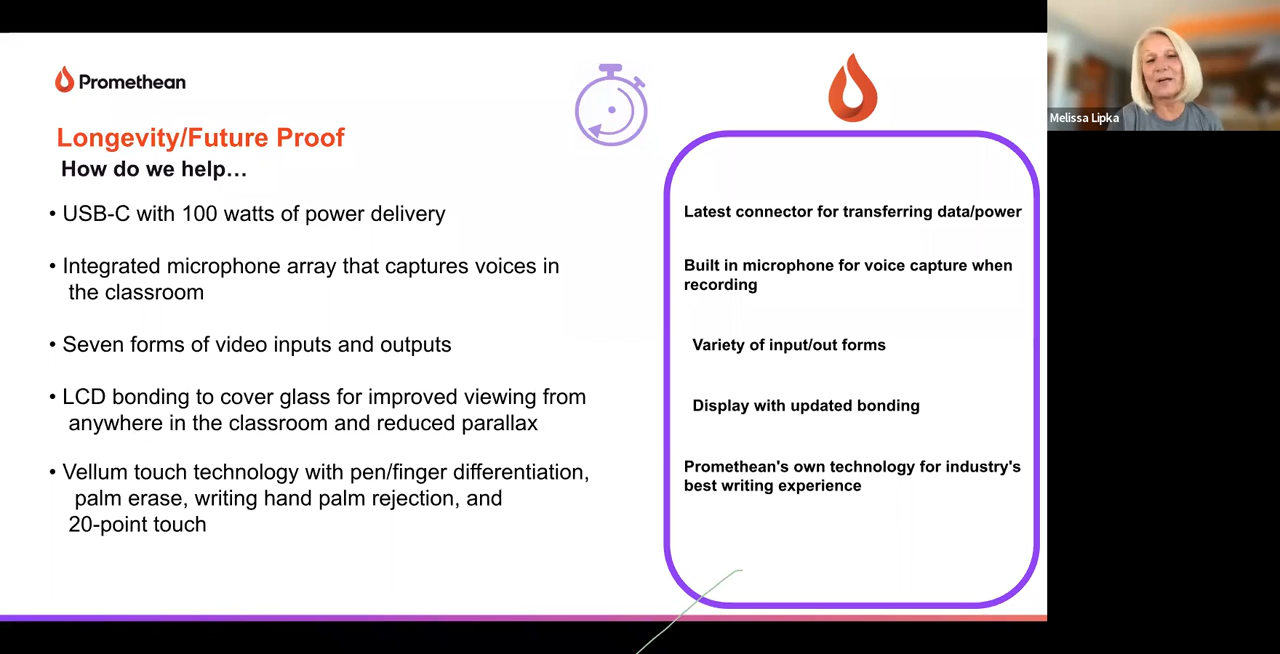 Promethean
Longevity/Future Proof
How do we help…
• USB-C with 100 watts of power delivery
• Integrated microphone array that captures voices in
the classroom
• Seven forms of video inputs and outputs
• LCD bonding to cover glass for improved viewing from
anywhere in the classroom and reduced parallax
• Vellum touch technology with pen/finger differentiation,
palm erase, writing hand palm rejection, and
20-point touch
Latest connector for transferring data/power
Built in microphone for voice capture when
recording
Variety of input/out forms
Display with updated bonding
Promethean's own technology for industry's
best writing experience
Melissa Lipka